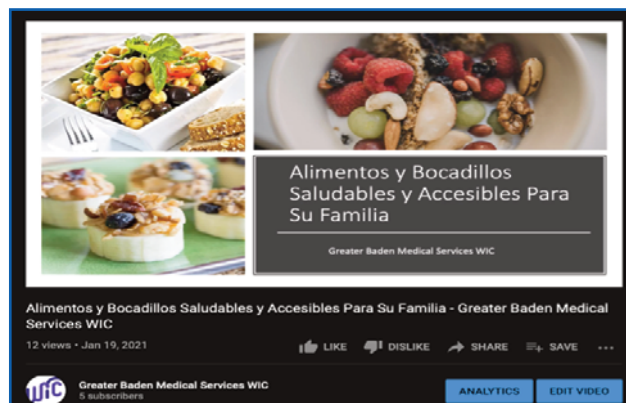 Alimentos y Bocadillos
Saludables y Accesibles Para
Su Familia
Greater Baden Medical Services WIC
Alimentos y Bocadillos Saludables y Accesibles Para Su Familia - Greater Baden Medical
Services WIC
12 views • Jan 19, 2021
LIKE DISLIKE SHARE SAVE ...
WIC
Greater Baden Medical Services WIC
5 subscribers
ANALYTICS EDIT VIDEO